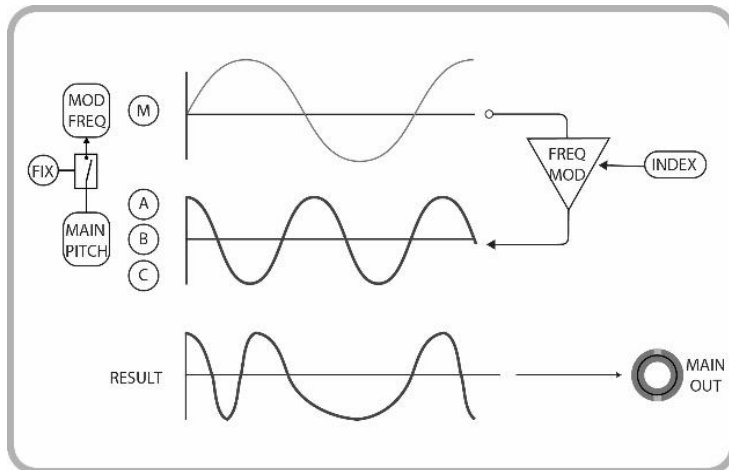 MOD
FREQ
M
FREQ
MOD
INDEX
FIX
A
MAIN
PITCH
B
C
RESULT
MAIN
OUT